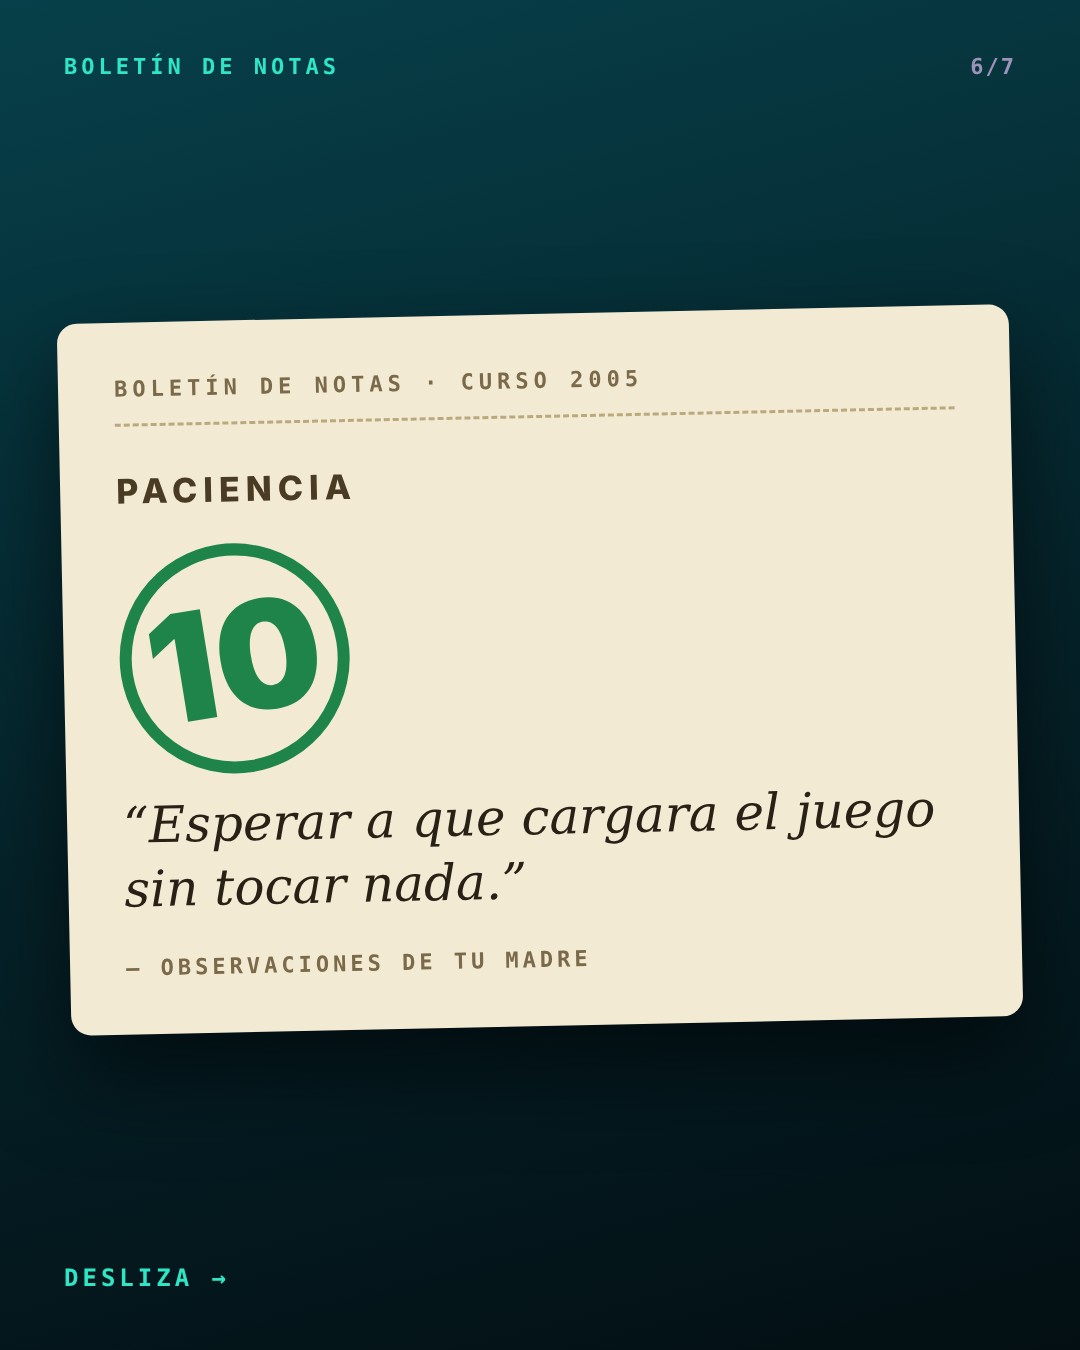 BOLETÍN DE NOTAS
6/7
BOLETÍN DE NOTAS · CURSO 2005
PACIENCIA
10
“Esperar a que cargara el juego
sin tocar nada.”
— OBSERVACIONES DE TU MADRE
DESLIZA →